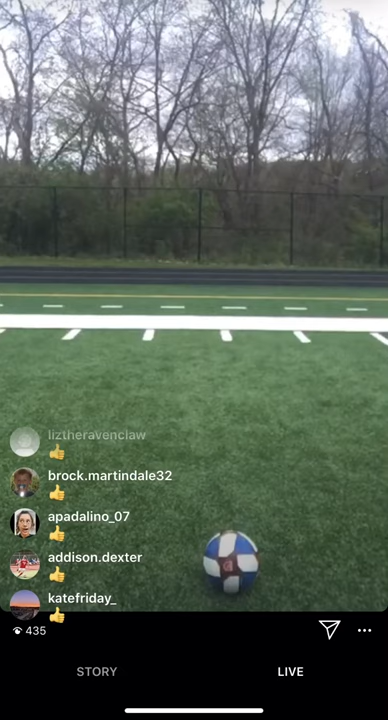 liztheravenclaw
👍
brock.martindale32
👍
apadalino_07
👍
addison.dexter
👍
katefriday_
👍
435
STORY LIVE